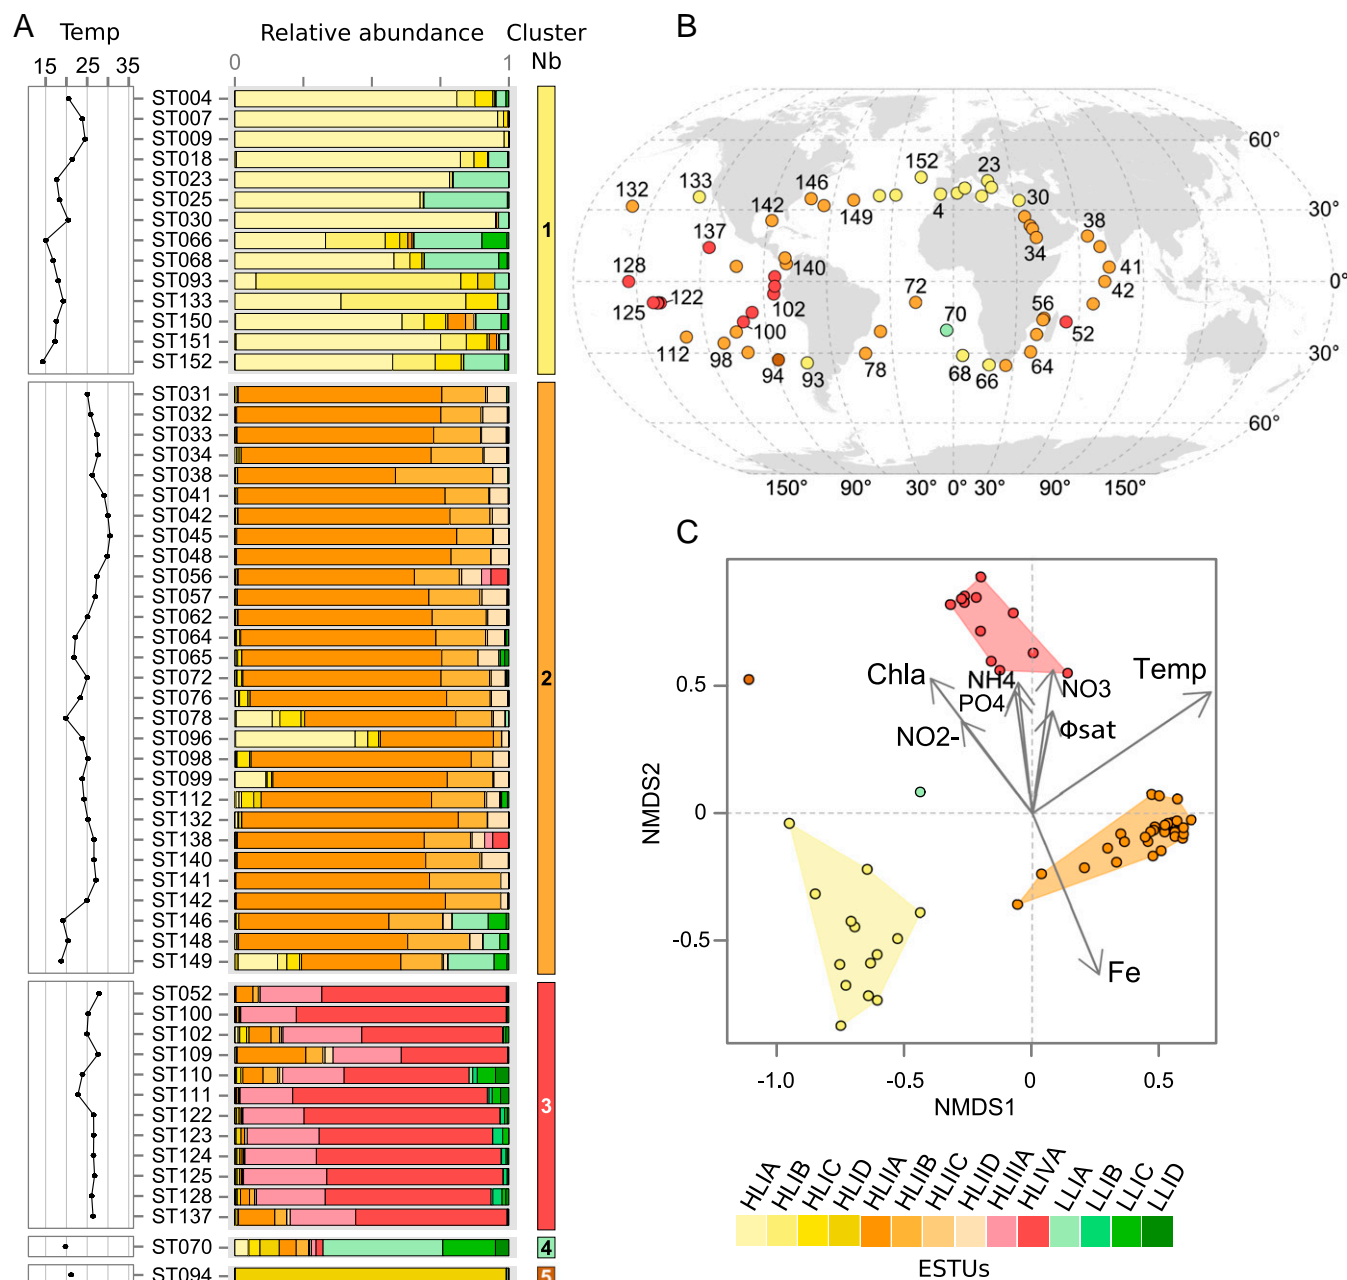 A
Temp
Relative abundance
Cluster
Nb
15 25 35
0 1
ST004
ST007
ST009
ST018
ST023
ST025
ST030
ST066
ST068
ST093
ST133
ST150
ST151
ST152
1
ST031
ST032
ST033
ST034
ST038
ST041
ST042
ST045
ST048
ST056
ST057
ST062
ST064
ST065
ST072
ST076
ST078
ST096
ST098
ST099
ST112
ST132
ST138
ST140
ST141
ST142
ST146
ST148
ST149
2
ST052
ST100
ST102
ST109
ST110
ST111
ST122
ST123
ST124
ST125
ST128
ST137
3
ST070
4
ST094
5
B
60°
30°
0°
30°
60°
150° 90° 30° 0° 30° 90° 150°
152
23
132
133
146
30
142
149
4
38
137
34
140
41
128
72
42
122
125
102
70
56
100
52
112
98
94
93
78
68
66
64
C
NMDS2
0.5
0
-0.5
Chla
NH4
PO4
NO3
Temp
NO2-
Φsat
Fe
-1.0 -0.5 0 0.5
NMDS1
HLIA
HLIB
HLIC
HLID
HLIIA
HLIIB
HLIIC
HLIID
HLIIIA
HLIVA
LLIA
LLIB
LLIC
LLID
ESTUs